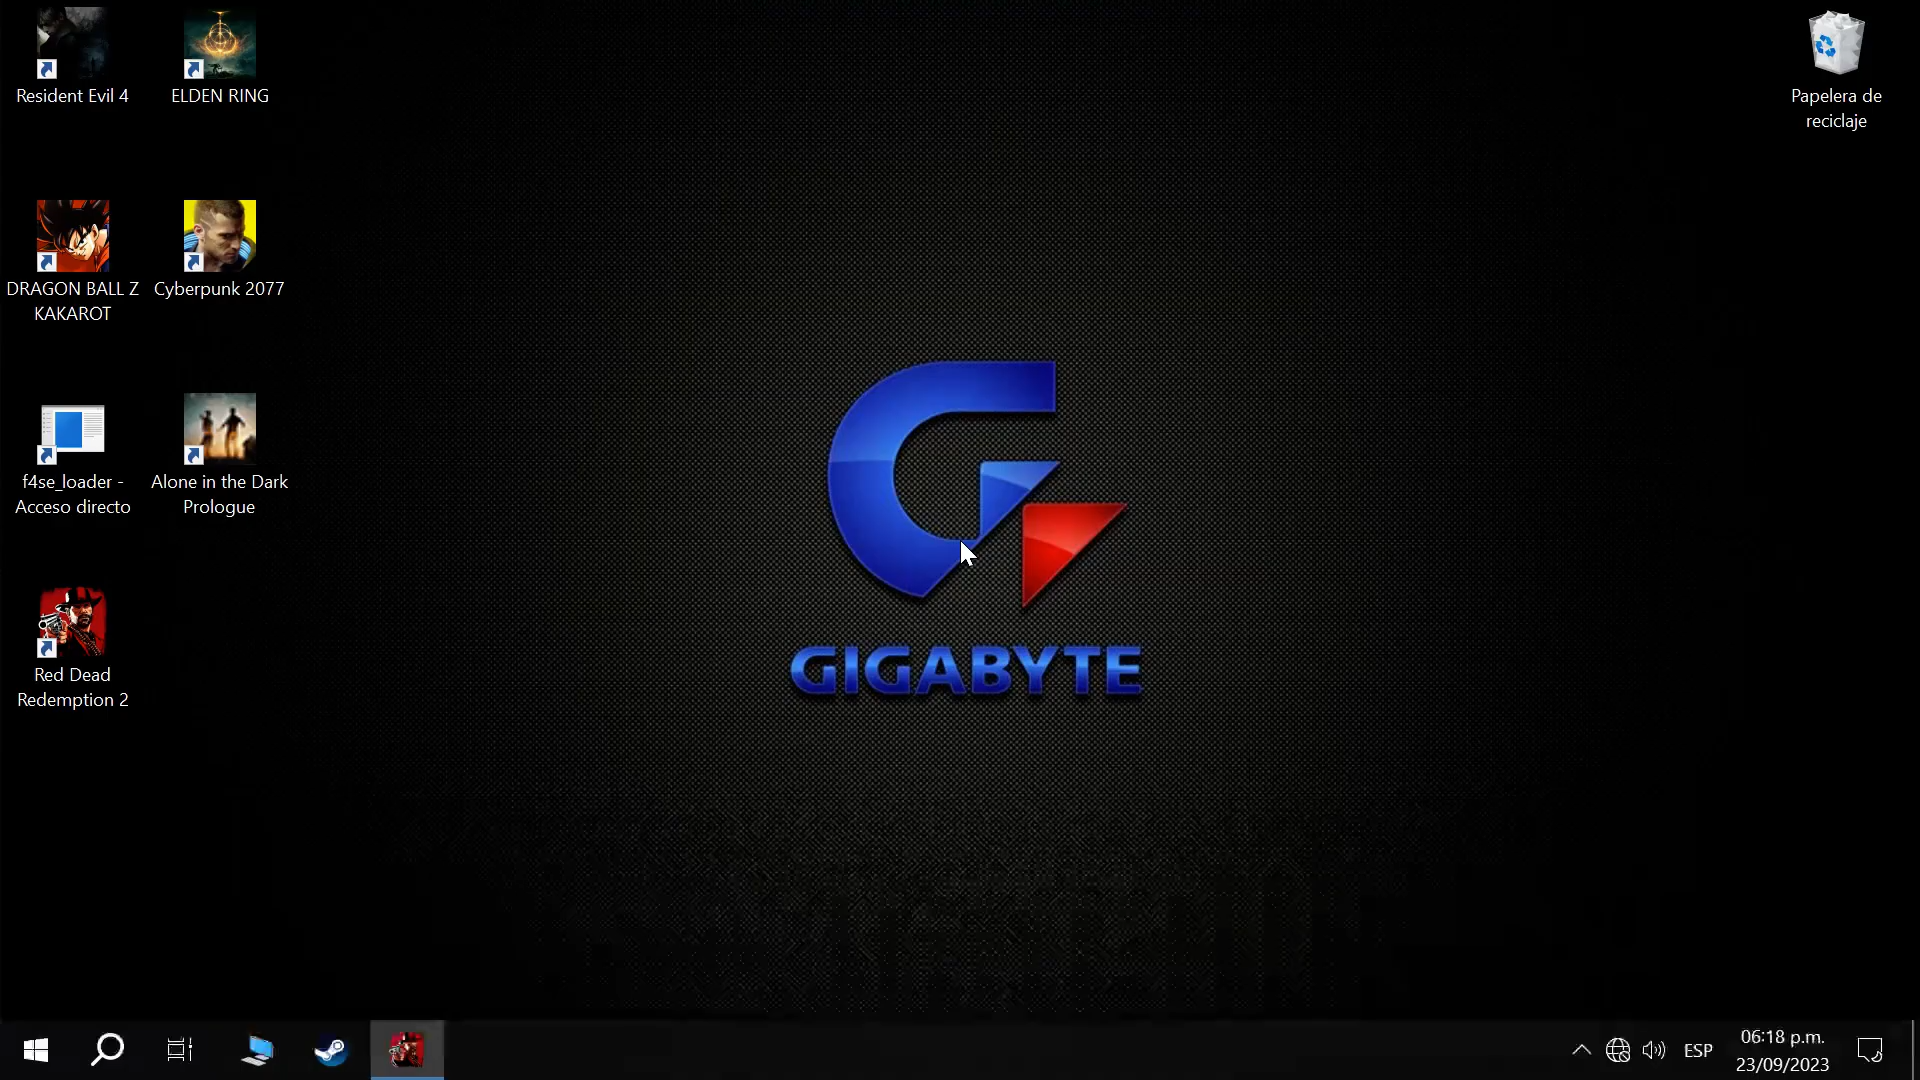 Resident Evil 4
ELDEN RING
Papelera de
reciclaje
DRAGON BALL Z
KAKAROT
Cyberpunk 2077
f4se_loader -
Acceso directo
Alone in the Dark
Prologue
Red Dead
Redemption 2
GIGABYTE
ESP
06:18 p.m.
23/09/2023